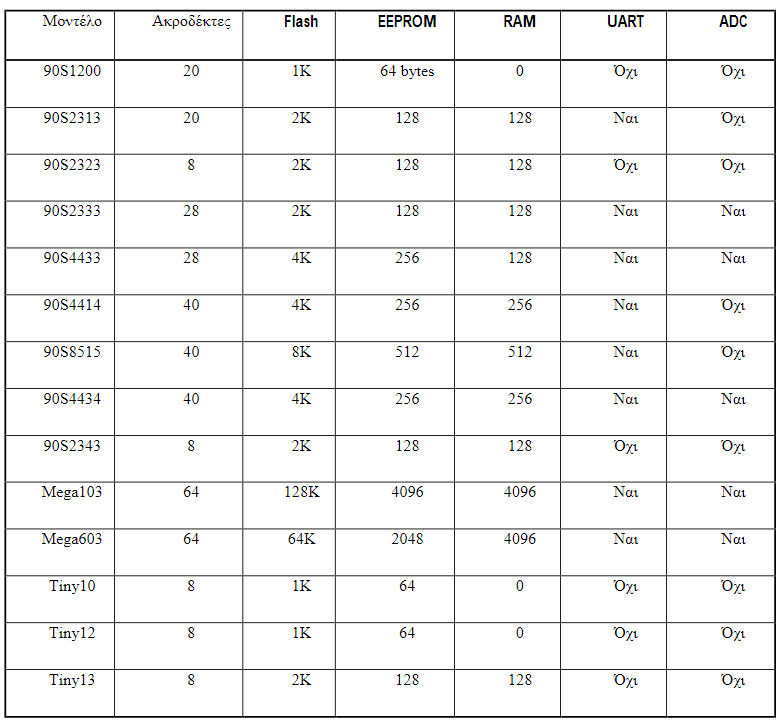 Μοντέλο Ακροδέκτες Flash EEPROM RAM UART ADC
90S1200 20 1K 64 bytes 0 Όχι Όχι
90S2313 20 2K 128 128 Ναι Όχι
90S2323 8 2K 128 128 Όχι Όχι
90S2333 28 2K 128 128 Ναι Ναι
90S4433 28 4K 256 128 Ναι Ναι
90S4414 40 4K 256 256 Ναι Όχι
90S8515 40 8K 512 512 Ναι Όχι
90S4434 40 4K 256 256 Ναι Ναι
90S2343 8 2K 128 128 Όχι Όχι
Mega103 64 128K 4096 4096 Ναι Ναι
Mega603 64 64K 2048 4096 Ναι Ναι
Tiny10 8 1K 64 0 Όχι Όχι
Tiny12 8 1K 64 0 Όχι Όχι
Tiny13 8 2K 128 128 Όχι Όχι